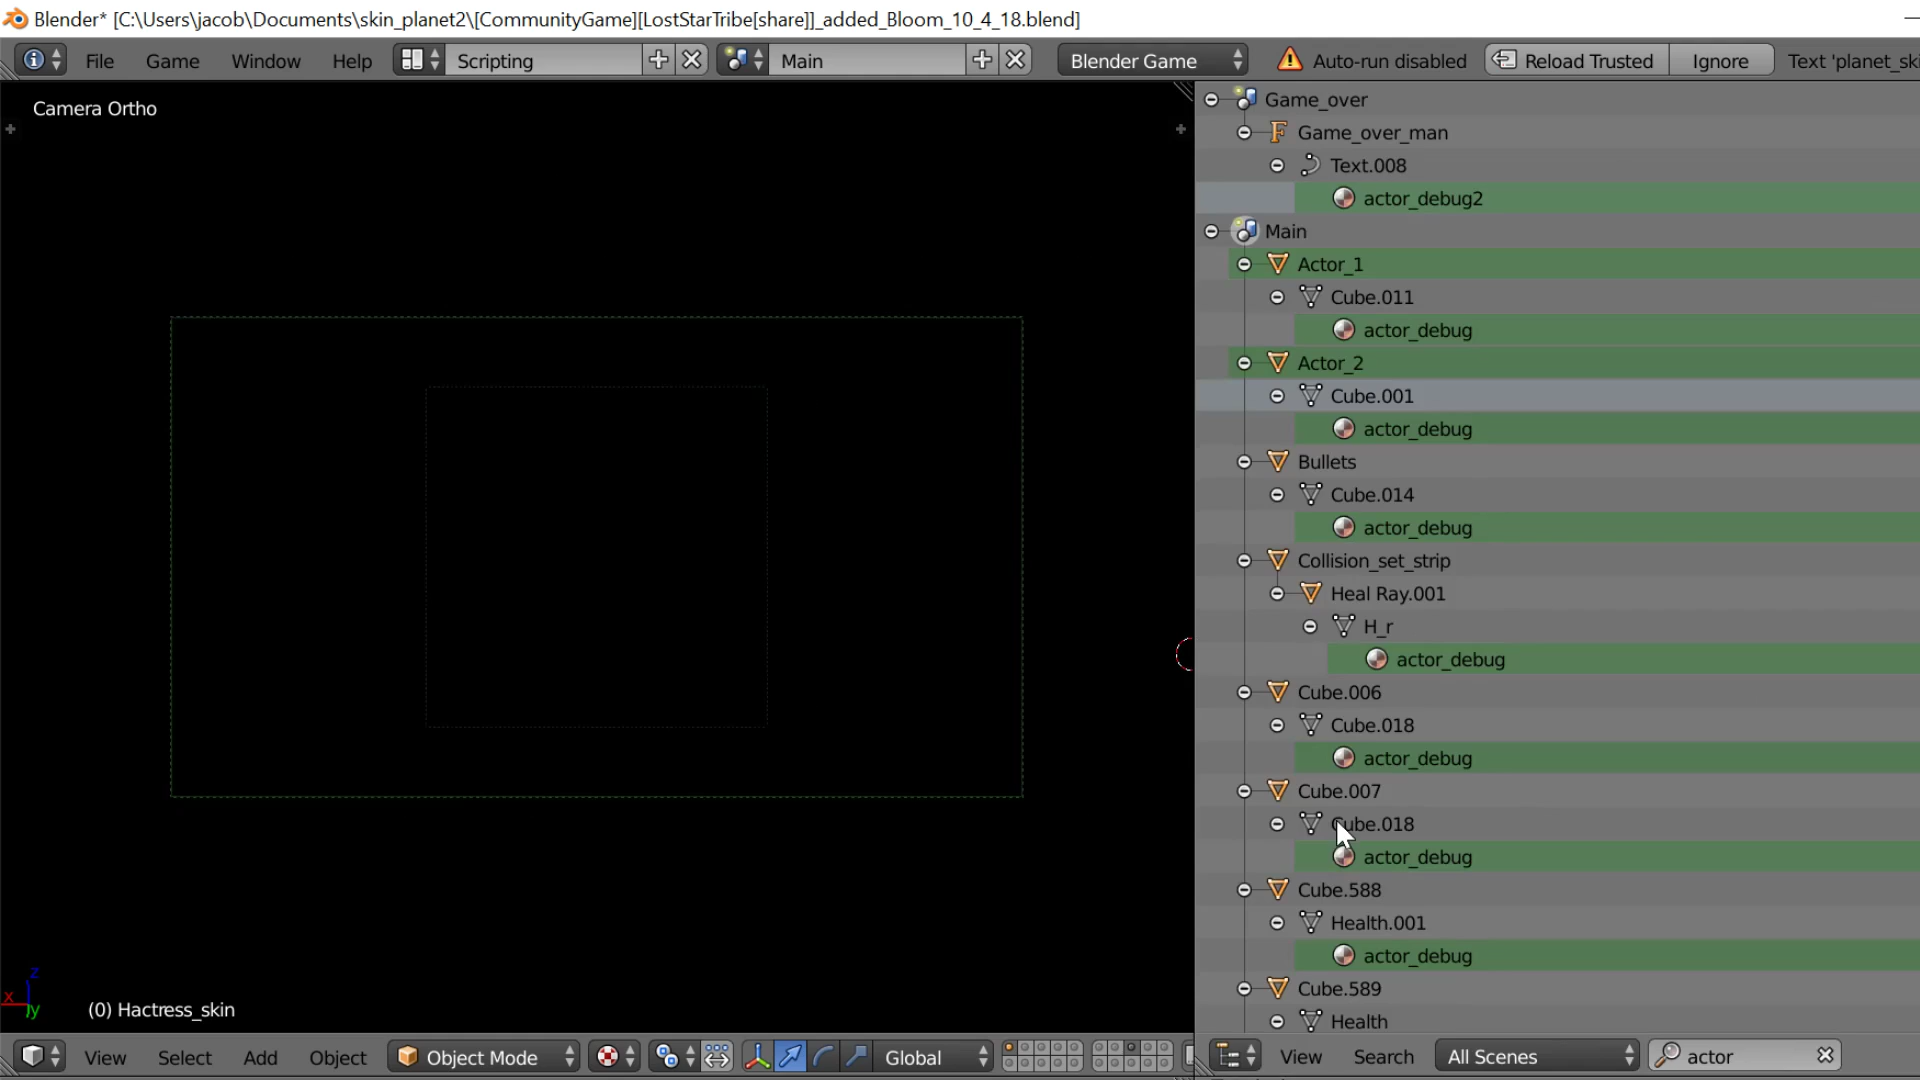 Blender* [C:\Users\jacob\Documents\skin_planet2\[CommunityGame][LostStarTribe[share]]_added_Bloom_10_4_18.blend]
File Game Window Help Scripting Main Blender Game Auto-run disabled Reload Trusted Ignore Text 'planet_ski
Camera Ortho
Game_over
Game_over_man
Text.008
actor_debug2
Main
Actor_1
Cube.011
actor_debug
Actor_2
Cube.001
actor_debug
Bullets
Cube.014
actor_debug
Collision_set_strip
Heal Ray.001
H_r
actor_debug
Cube.006
Cube.018
actor_debug
Cube.007
Cube.018
actor_debug
Cube.588
Health.001
actor_debug
Cube.589
Health
z
x
y
(0) Hactress_skin
View Select Add Object Object Mode Global
View Search All Scenes actor